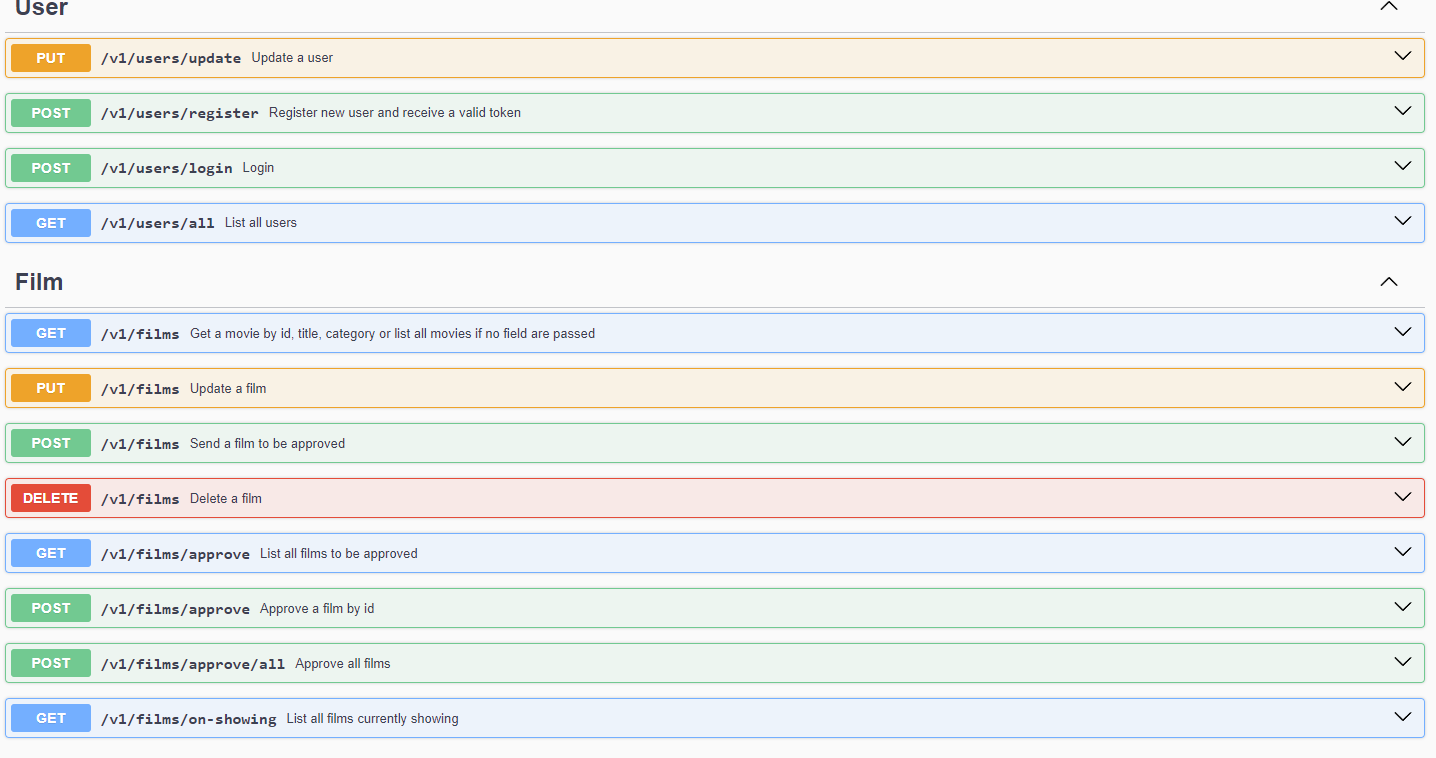 User
PUT /v1/users/update Update a user
POST /v1/users/register Register new user and receive a valid token
POST /v1/users/login Login
GET /v1/users/all List all users
Film
GET /v1/films Get a movie by id, title, category or list all movies if no field are passed
PUT /v1/films Update a film
POST /v1/films Send a film to be approved
DELETE /v1/films Delete a film
GET /v1/films/approve List all films to be approved
POST /v1/films/approve Approve a film by id
POST /v1/films/approve/all Approve all films
GET /v1/films/on-showing List all films currently showing